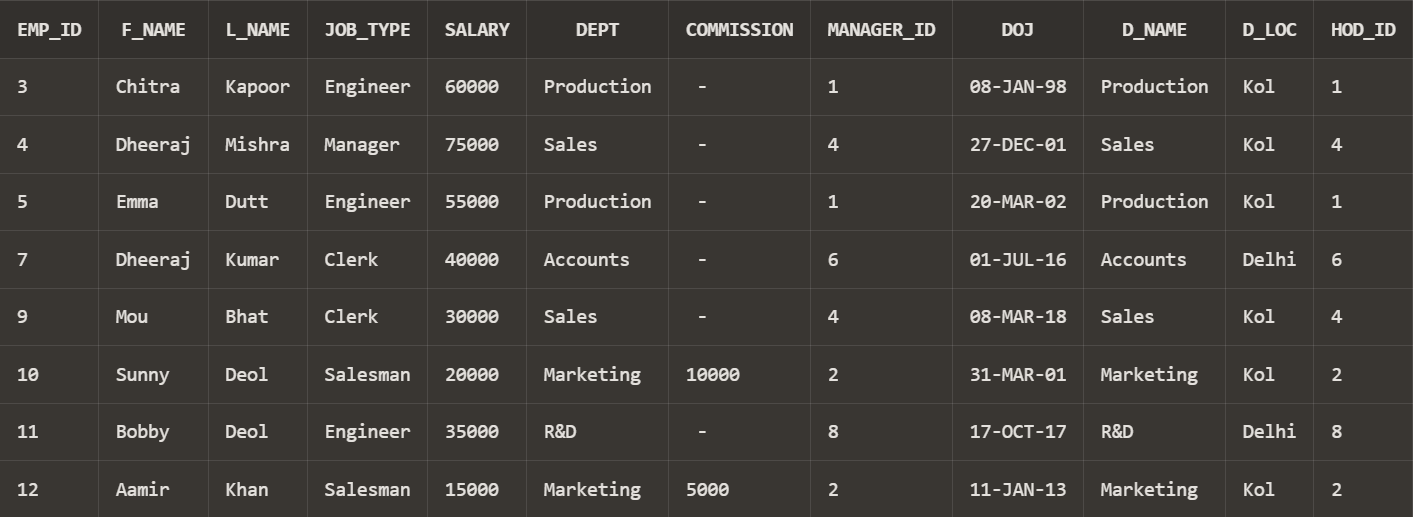 EMP_ID F_NAME L_NAME JOB_TYPE SALARY DEPT COMMISSION MANAGER_ID DOJ D_NAME D_LOC HOD_ID
3 Chitra Kapoor Engineer 60000 Production - 1 08-JAN-98 Production Kol 1
4 Dheeraj Mishra Manager 75000 Sales - 4 27-DEC-01 Sales Kol 4
5 Emma Dutt Engineer 55000 Production - 1 20-MAR-02 Production Kol 1
7 Dheeraj Kumar Clerk 40000 Accounts - 6 01-JUL-16 Accounts Delhi 6
9 Mou Bhat Clerk 30000 Sales - 4 08-MAR-18 Sales Kol 4
10 Sunny Deol Salesman 20000 Marketing 10000 2 31-MAR-01 Marketing Kol 2
11 Bobby Deol Engineer 35000 R&D - 8 17-OCT-17 R&D Delhi 8
12 Aamir Khan Salesman 15000 Marketing 5000 2 11-JAN-13 Marketing Kol 2